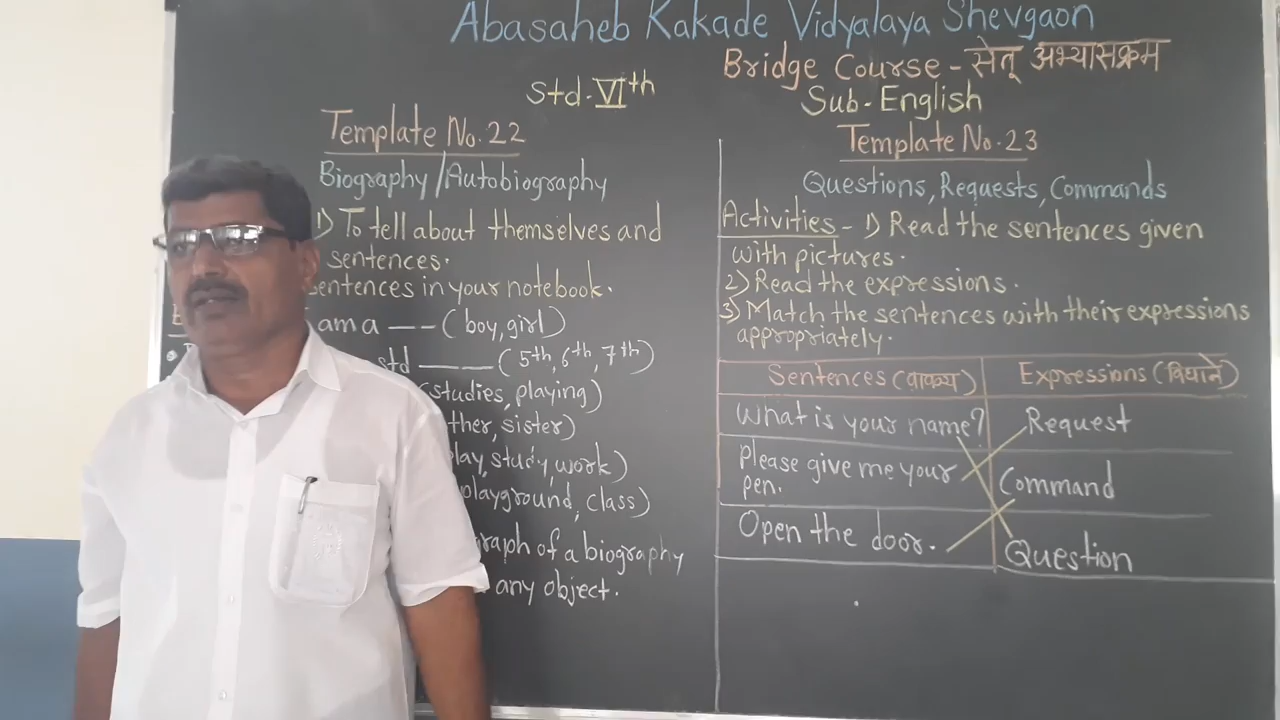 Abasaheb Kakade Vidyalaya Shevgaon
Bridge Course - सेतू अभ्यासक्रम
Std - VIth
Sub - English
Template No. 22
Biography/Autobiography
1) To tell about themselves and
sentences.
sentences in your notebook.
am a --- (boy, girl)
std ——— (5th, 6th, 7th)
(studies, playing)
ther, sister)
lay, study, work)
playground, class)
raph of a biography
any object.
Template No. 23
Questions, Requests, Commands
Activities - 1) Read the sentences given
with pictures.
2) Read the expressions.
3) Match the sentences with their expressions
appropriately.
Sentences (वाक्य) Expressions (विधाने)
What is your name? Request
Please give me your
pen. Command
Open the door. Question